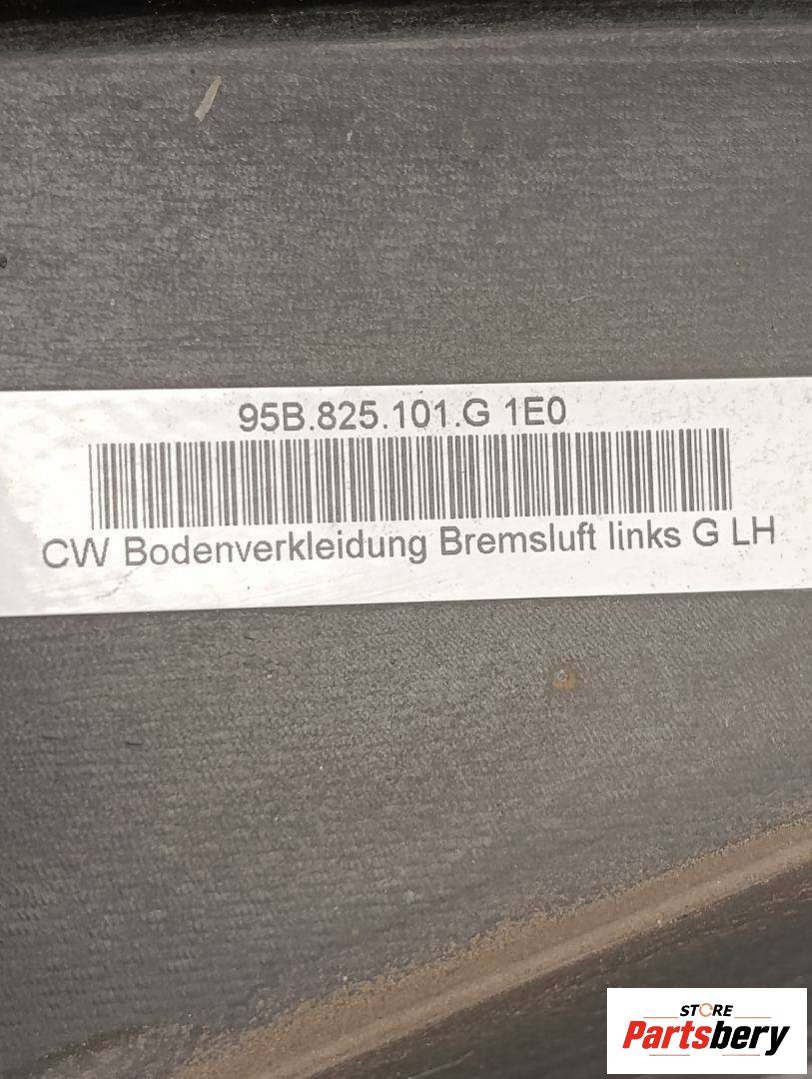 95B.825.101.G 1E0
CW Bodenverkleidung Bremsluft links G LH
STORE
Partsbery